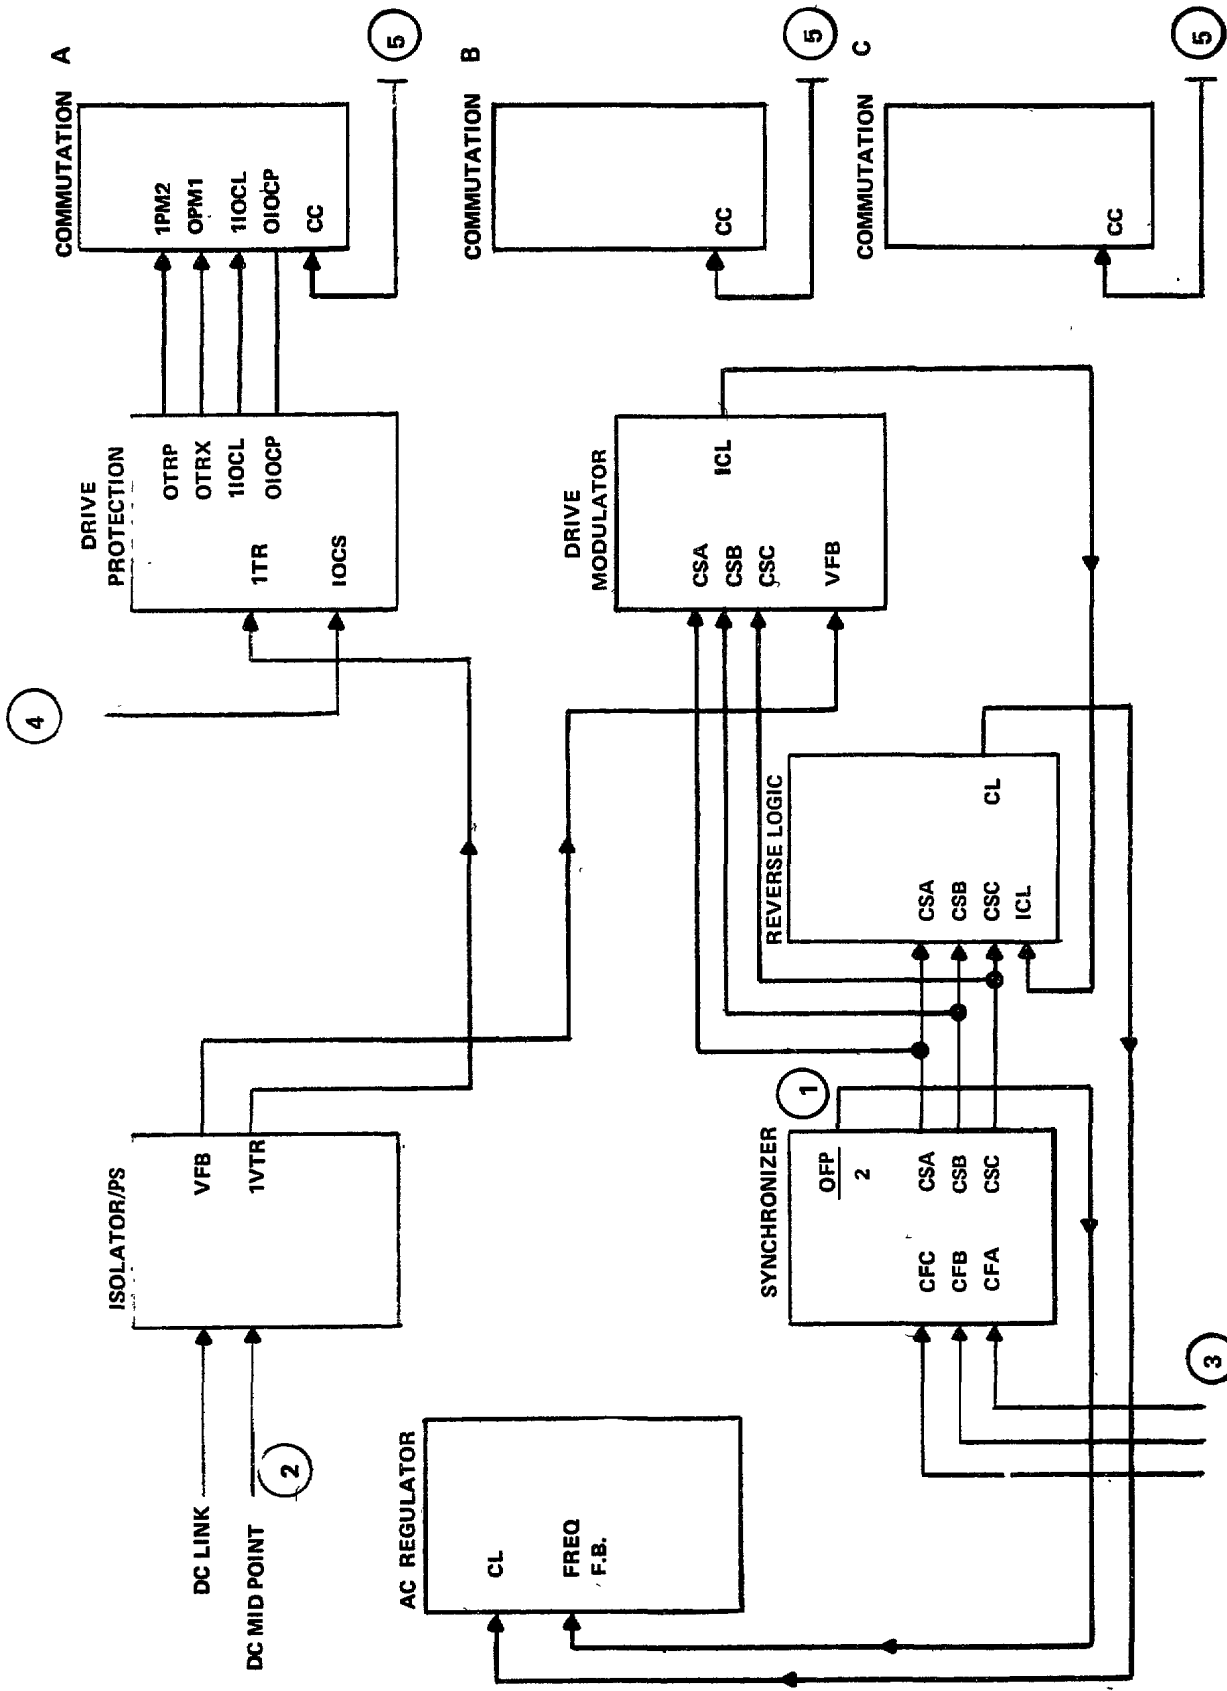 COMMUTATION A
1PM2
OPM1
1IOCL
OIOCP
CC
5
COMMUTATION B
CC
5
COMMUTATION C
CC
5
DRIVE
PROTECTION
OTRP
OTRX
1IOCL
OIOCP
1TR
IOCS
4
DRIVE
MODULATOR
ICL
CSA
CSB
CSC
VFB
REVERSE LOGIC
CL
CSA
CSB
CSC
ICL
ISOLATOR/PS
VFB
1VTR
DC LINK
DC MID POINT
2
SYNCHRONIZER
1
OFP
2
CFC CSA
CFB CSB
CFA CSC
3
AC REGULATOR
CL
FREQ
F.B.